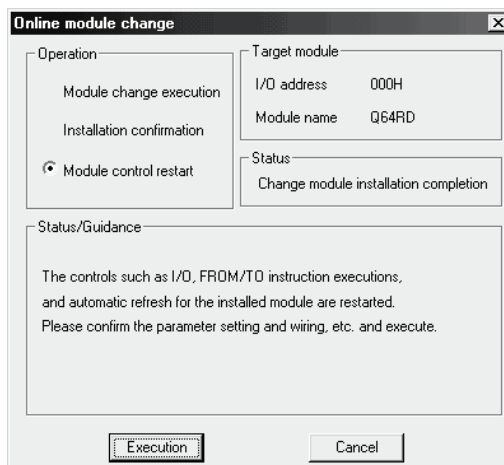 Online module change
Operation
Module change execution
Installation confirmation
Module control restart
Target module
I/O address 000H
Module name Q64RD
Status
Change module installation completion
Status/Guidance
The controls such as I/O, FROM/TO instruction executions,
and automatic refresh for the installed module are restarted.
Please confirm the parameter setting and wiring, etc. and execute.
Execution
Cancel